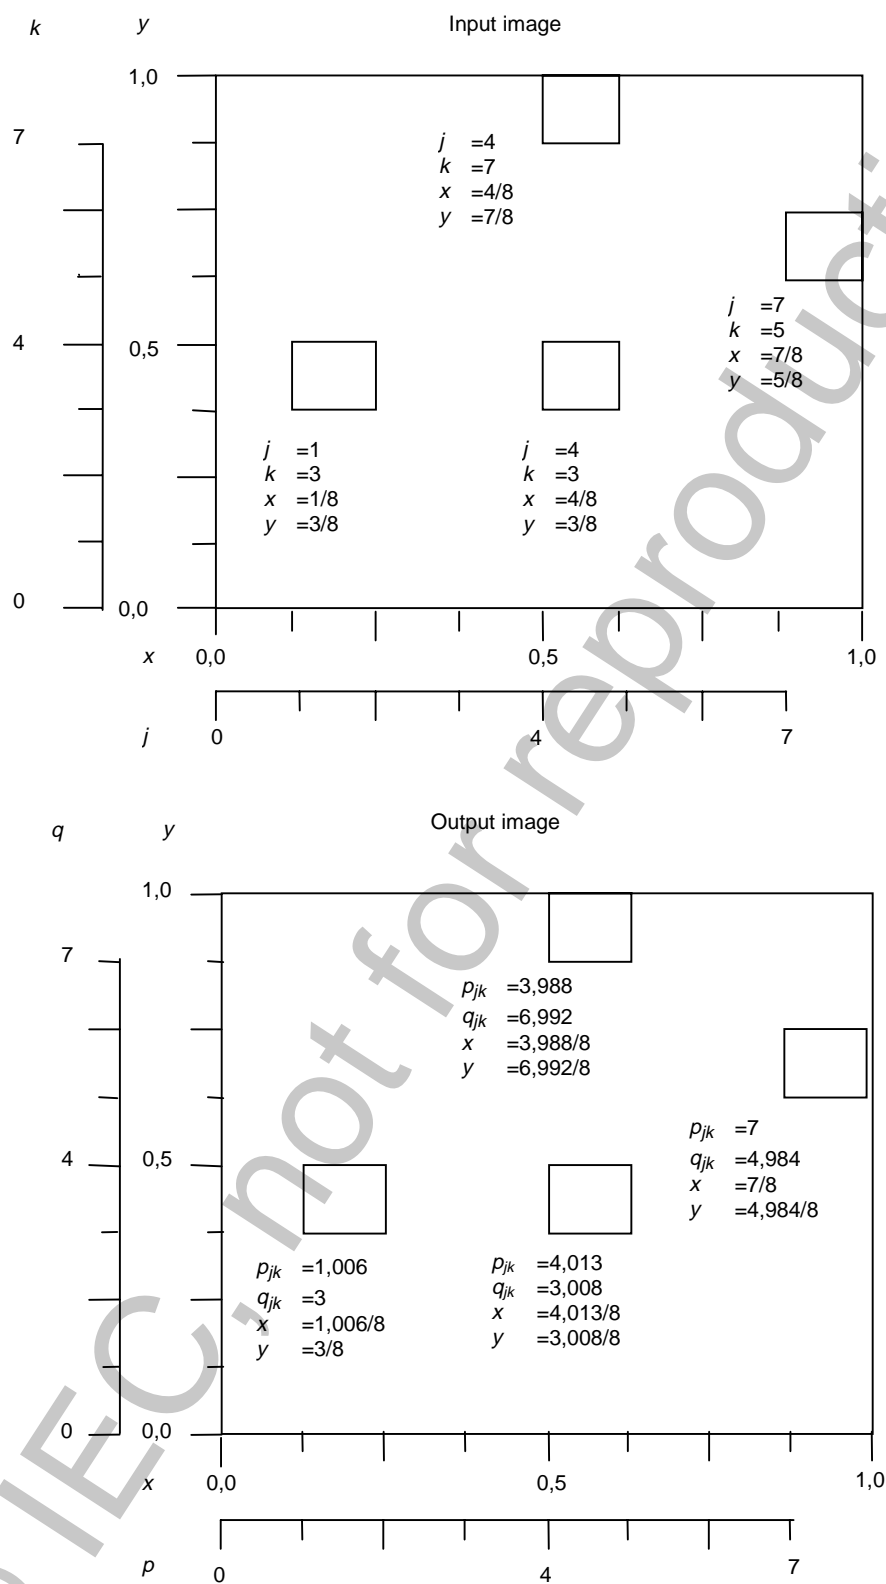 k y Input image
1,0
7
j =4
k =7
x =4/8
y =7/8
j =7
k =5
x =7/8
y =5/8
4 0,5
j =1
k =3
x =1/8
y =3/8
j =4
k =3
x =4/8
y =3/8
0 0,0
x 0,0 0,5 1,0
j 0 4 7
q y Output image
1,0
7
pjk =3,988
qjk =6,992
x =3,988/8
y =6,992/8
pjk =7
qjk =4,984
x =7/8
y =4,984/8
4 0,5
pjk =1,006
qjk =3
x =1,006/8
y =3/8
pjk =4,013
qjk =3,008
x =4,013/8
y =3,008/8
0 0,0
x 0,0 0,5 1,0
p 0 4 7
IEC, not for